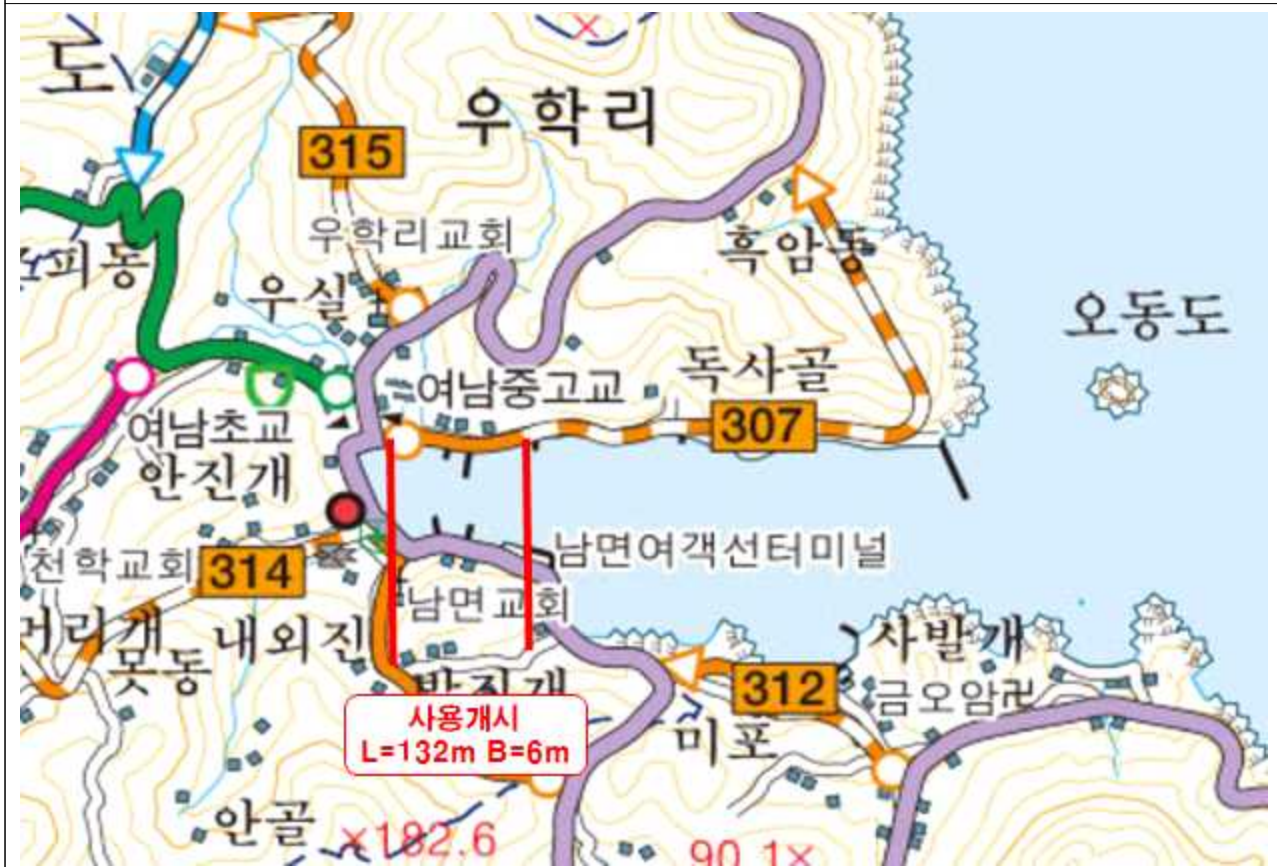 도
우학리
315
우학리교회
흑암동
피동
우실
오동도
독사골
여남중고교
307
여남초교
안진개
남면여객선터미널
천학교회
314
남면교회
사발개
머리개
내외진
못동
312
금오암
사용개시
L=132m B=6m
미포
안골
×182.6
90.1×